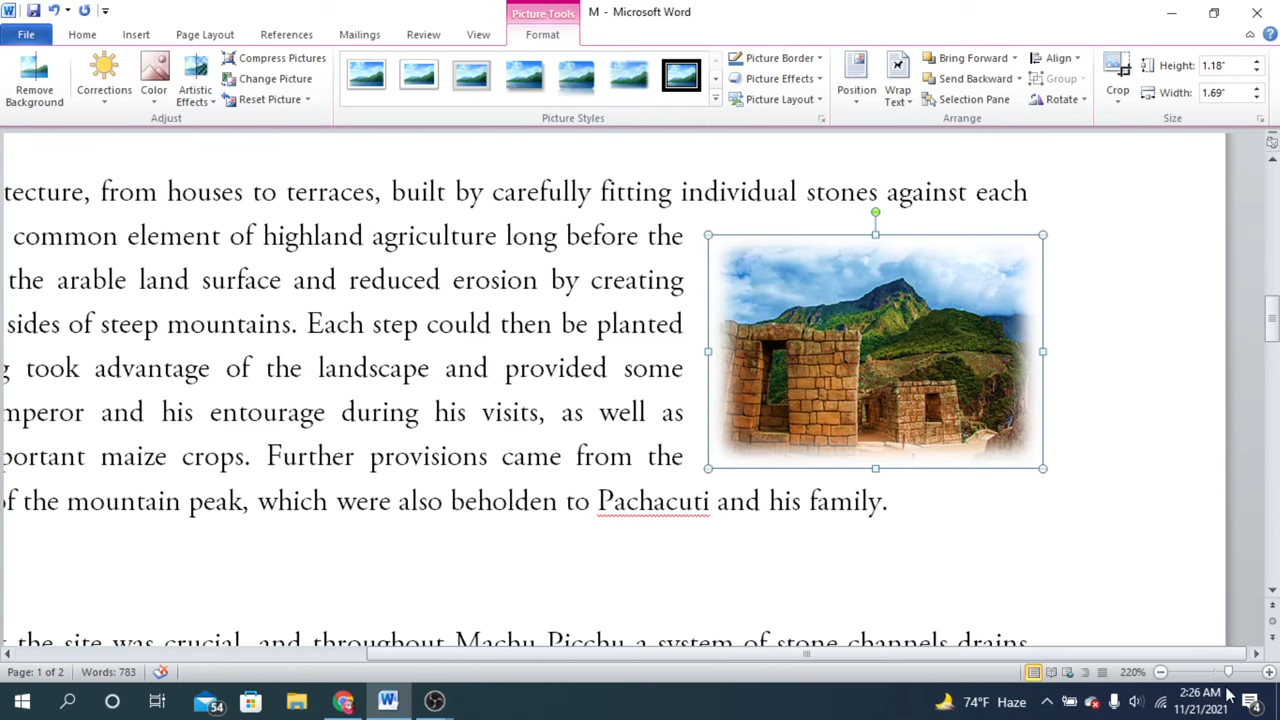 Picture Tools
M - Microsoft Word
File Home Insert Page Layout References Mailings Review View Format
Remove Background
Corrections
Color
Artistic Effects
Compress Pictures
Change Picture
Reset Picture
Adjust
Picture Styles
Picture Border
Picture Effects
Picture Layout
Position
Wrap Text
Bring Forward
Send Backward
Selection Pane
Align
Group
Rotate
Arrange
Crop
Height: 1.18"
Width: 1.69"
Size
tecture, from houses to terraces, built by carefully fitting individual stones against each
common element of highland agriculture long before the
the arable land surface and reduced erosion by creating
sides of steep mountains. Each step could then be planted
g took advantage of the landscape and provided some
mperor and his entourage during his visits, as well as
portant maize crops. Further provisions came from the
of the mountain peak, which were also beholden to Pachacuti and his family.
the site was crucial, and throughout Machu Picchu a system of stone channels drains
Page: 1 of 2 Words: 783 220%
54 74°F Haze 2:26 AM
11/21/2021 4